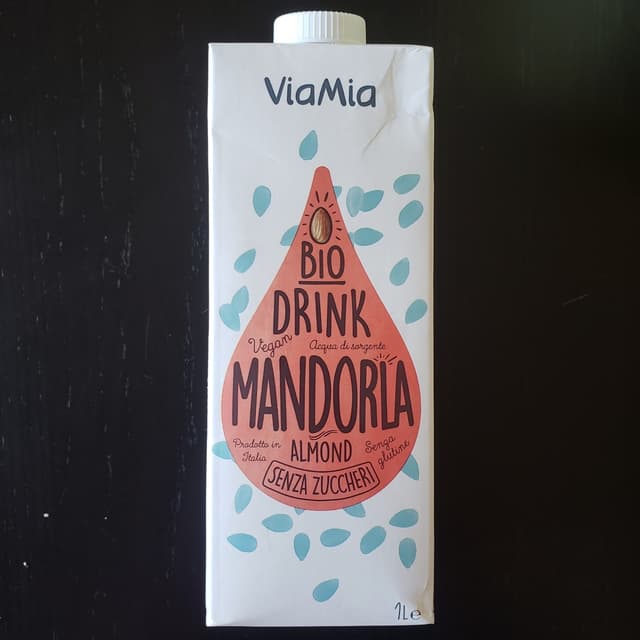 ViaMia
BIO
DRINK
Vegan
Acqua di sorgente
MANDORLA
Prodotto in
Italia
ALMOND
Senza
glutine
SENZA ZUCCHERI
1L e